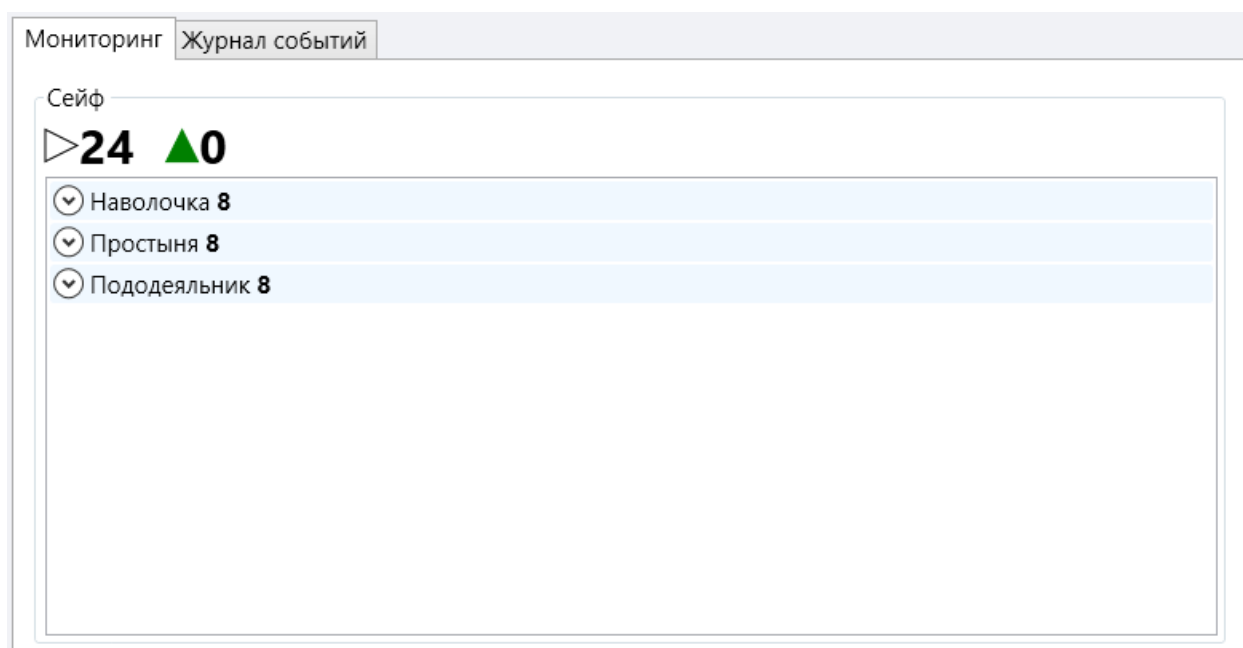 Мониторинг Журнал событий
Сейф
24 0
Наволочка 8
Простыня 8
Пододеяльник 8